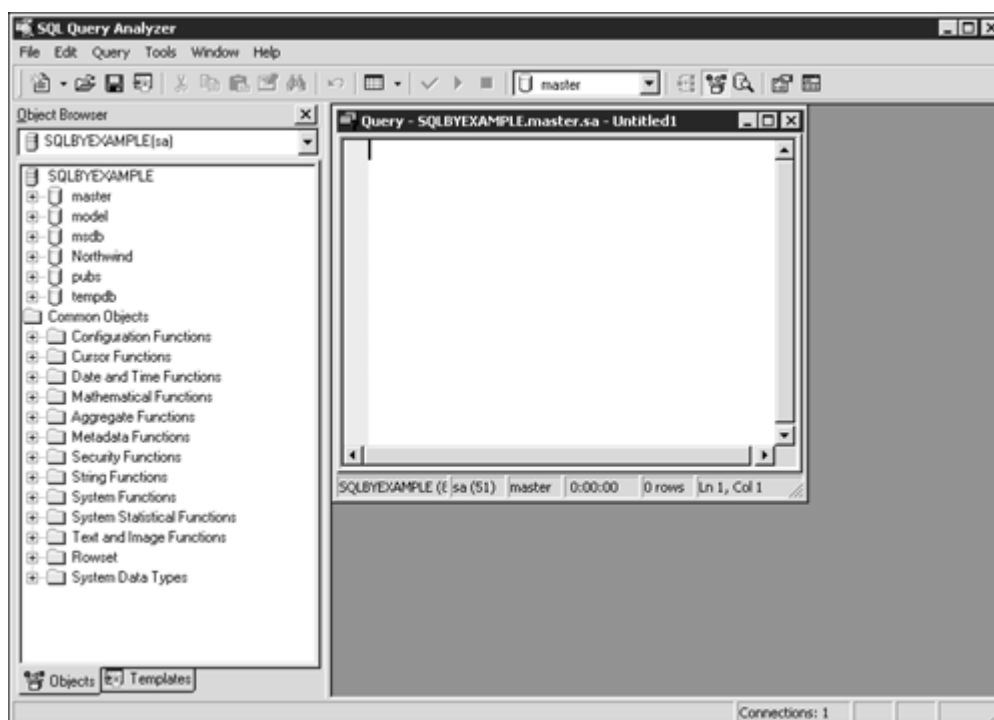 SQL Query Analyzer
File Edit Query Tools Window Help
master
Object Browser
SQLBYEXAMPLE(sa)
SQLBYEXAMPLE
master
model
msdb
Northwind
pubs
tempdb
Common Objects
Configuration Functions
Cursor Functions
Date and Time Functions
Mathematical Functions
Aggregate Functions
Metadata Functions
Security Functions
String Functions
System Functions
System Statistical Functions
Text and Image Functions
Rowset
System Data Types
Objects Templates
Query - SQLBYEXAMPLE.master.sa - Untitled1
SQLBYEXAMPLE (8 sa (51) master 0:00:00 0 rows Ln 1, Col 1
Connections: 1